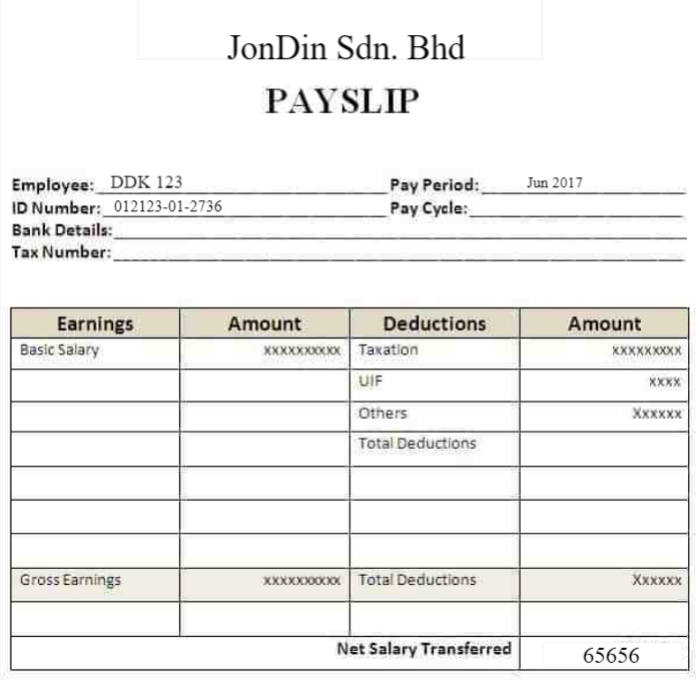 JonDin Sdn. Bhd
PAYSLIP
Employee: DDK 123 Pay Period: Jun 2017
ID Number: 012123-01-2736 Pay Cycle:
Bank Details:
Tax Number:
Earnings Amount Deductions Amount
Basic Salary xxxxxxxxxx Taxation xxxxxxxxx
UIF xxxx
Others Xxxxxx
Total Deductions
Gross Earnings xxxxxxxxxx Total Deductions Xxxxxx
Net Salary Transferred 65656